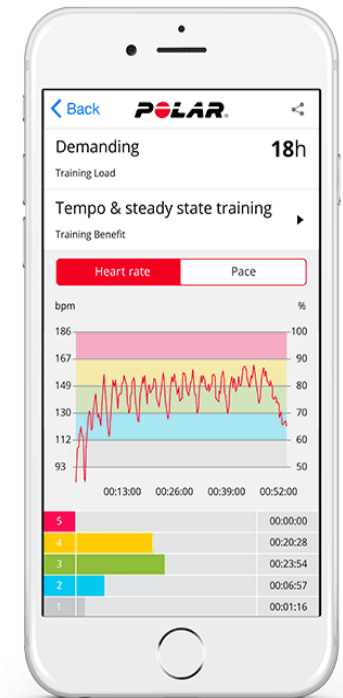 Back
POLAR.
Demanding
18h
Training Load
Tempo & steady state training
Training Benefit
Heart rate
Pace
bpm
%
186
100
167
90
149
80
130
70
112
60
93
50
00:13:00 00:26:00 00:39:00 00:52:00
5 00:00:00
4 00:20:28
3 00:23:54
2 00:06:57
1 00:01:16